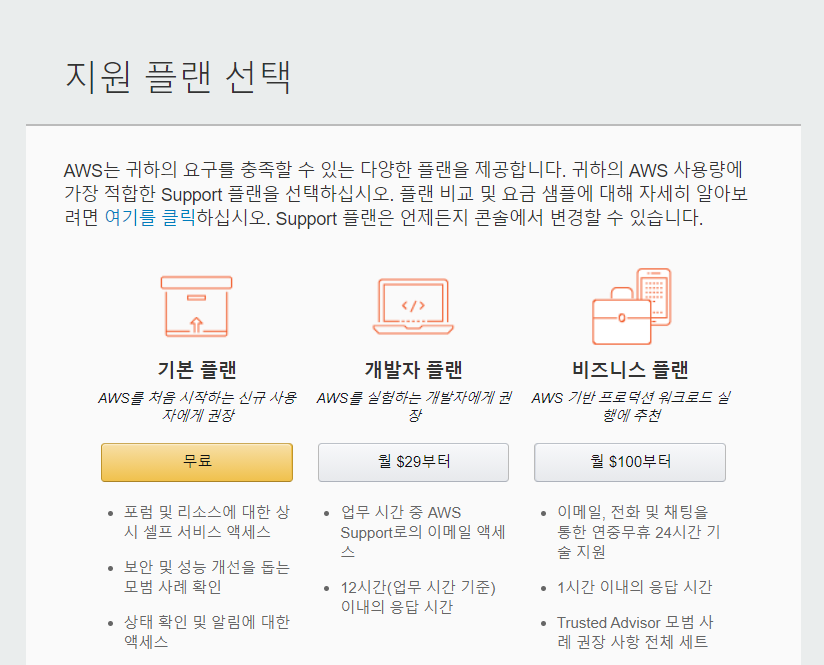 지원 플랜 선택
AWS는 귀하의 요구를 충족할 수 있는 다양한 플랜을 제공합니다. 귀하의 AWS 사용량에
가장 적합한 Support 플랜을 선택하십시오. 플랜 비교 및 요금 샘플에 대해 자세히 알아보
려면 여기를 클릭하십시오. Support 플랜은 언제든지 콘솔에서 변경할 수 있습니다.
</>
기본 플랜
AWS를 처음 시작하는 신규 사용
자에게 권장
무료
• 포럼 및 리소스에 대한 상
시 셀프 서비스 액세스
• 보안 및 성능 개선을 돕는
모범 사례 확인
• 상태 확인 및 알림에 대한
액세스
개발자 플랜
AWS를 실험하는 개발자에게 권
장
월 $29부터
• 업무 시간 중 AWS
Support로의 이메일 액세
스
• 12시간(업무 시간 기준)
이내의 응답 시간
비즈니스 플랜
AWS 기반 프로덕션 워크로드 실
행에 추천
월 $100부터
• 이메일, 전화 및 채팅을
통한 연중무휴 24시간 기
술 지원
• 1시간 이내의 응답 시간
• Trusted Advisor 모범 사
례 권장 사항 전체 세트